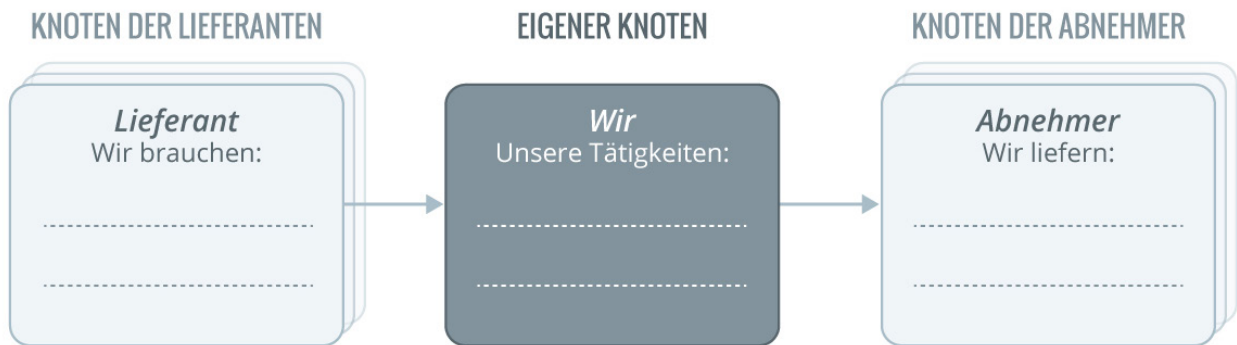 KNOTEN DER LIEFERANTEN
EIGENER KNOTEN
KNOTEN DER ABNEHMER
Lieferant
Wir brauchen:
Wir
Unsere Tätigkeiten:
Abnehmer
Wir liefern: